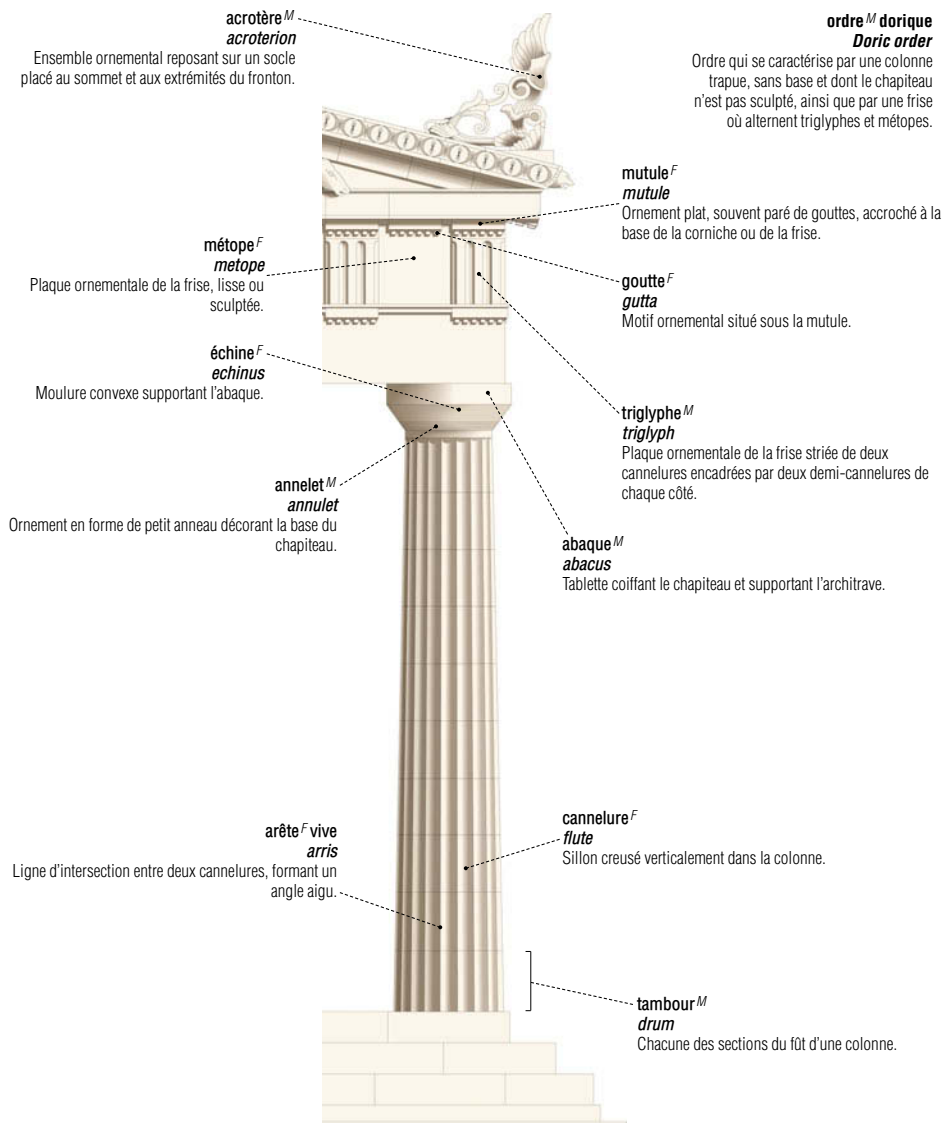 acrotère M
acroterion
Ensemble ornemental reposant sur un socle
placé au sommet et aux extrémités du fronton.
ordre M dorique
Doric order
Ordre qui se caractérise par une colonne
trapue, sans base et dont le chapiteau
n'est pas sculpté, ainsi que par une frise
où alternent triglyphes et métopes.
mutule F
mutule
Ornement plat, souvent paré de gouttes, accroché à la
base de la corniche ou de la frise.
métope F
metope
Plaque ornementale de la frise, lisse ou
sculptée.
goutte F
gutta
Motif ornemental situé sous la mutule.
échine F
echinus
Moulure convexe supportant l'abaque.
triglyphe M
triglyph
Plaque ornementale de la frise striée de deux
cannelures encadrées par deux demi-cannelures de
chaque côté.
annelet M
annulet
Ornement en forme de petit anneau décorant la base du
chapiteau.
abaque M
abacus
Tablette coiffant le chapiteau et supportant l'architrave.
arête F vive
arris
Ligne d'intersection entre deux cannelures, formant un
angle aigu.
cannelure F
flute
Sillon creusé verticalement dans la colonne.
tambour M
drum
Chacune des sections du fût d'une colonne.